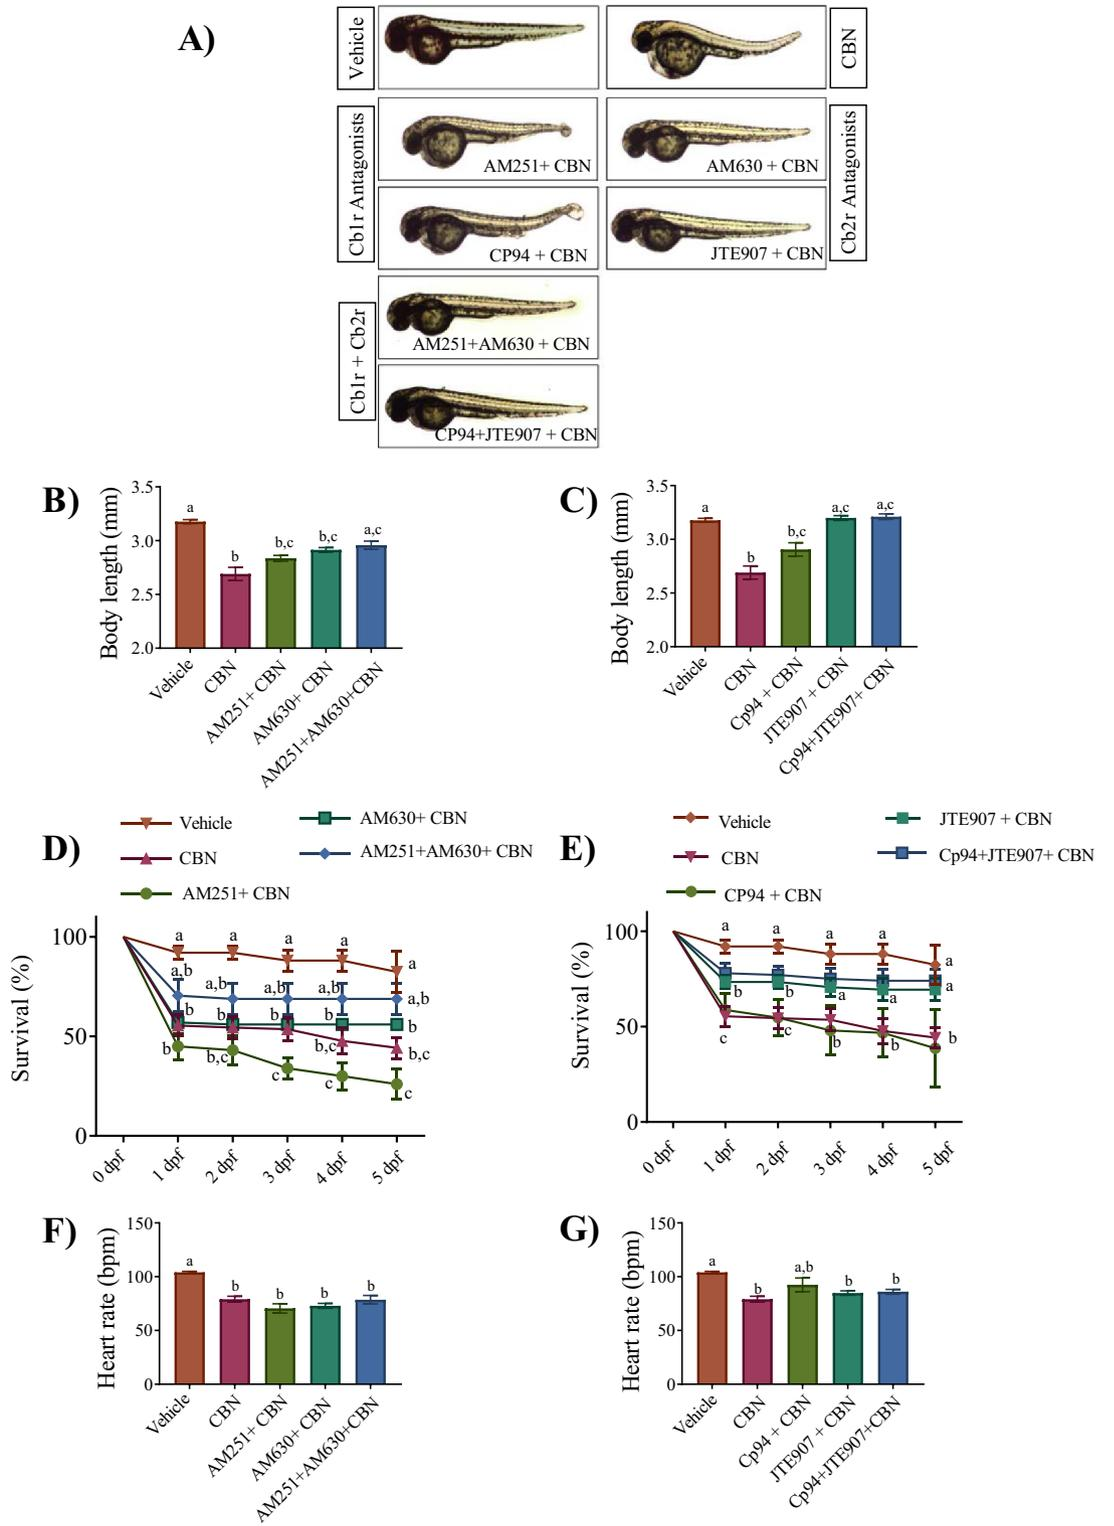 A)
Vehicle
CBN
Cb1r Antagonists
AM251+ CBN
AM630 + CBN
Cb2r Antagonists
CP94 + CBN
JTE907 + CBN
Cb1r + Cb2r
AM251+AM630 + CBN
CP94+JTE907 + CBN
B)
Body length (mm)
3.5
3.0
2.5
2.0
a
b
b,c
b,c
a,c
Vehicle
CBN
AM251+ CBN
AM630+ CBN
AM251+AM630+CBN
C)
Body length (mm)
3.5
3.0
2.5
2.0
a
b
b,c
a,c
a,c
Vehicle
CBN
Cp94 + CBN
JTE907 + CBN
Cp94+JTE907+ CBN
D)
Vehicle
CBN
AM251+ CBN
AM630+ CBN
AM251+AM630+ CBN
Survival (%)
100
50
0
a
a
a
a
a
a,b
a,b
a,b
a,b
a,b
b
b
b
b
b
b
b,c
c
b,c
c
b,c
c
0 dpf
1 dpf
2 dpf
3 dpf
4 dpf
5 dpf
E)
Vehicle
CBN
CP94 + CBN
JTE907 + CBN
Cp94+JTE907+ CBN
Survival (%)
100
50
0
a
a
a
a
a
b
b
a
a
a
c
c
b
b
b
0 dpf
1 dpf
2 dpf
3 dpf
4 dpf
5 dpf
F)
Heart rate (bpm)
150
100
50
0
a
b
b
b
b
Vehicle
CBN
AM251+ CBN
AM630+ CBN
AM251+AM630+CBN
G)
Heart rate (bpm)
150
100
50
0
a
b
a,b
b
b
Vehicle
CBN
Cp94 + CBN
JTE907 + CBN
Cp94+JTE907+CBN